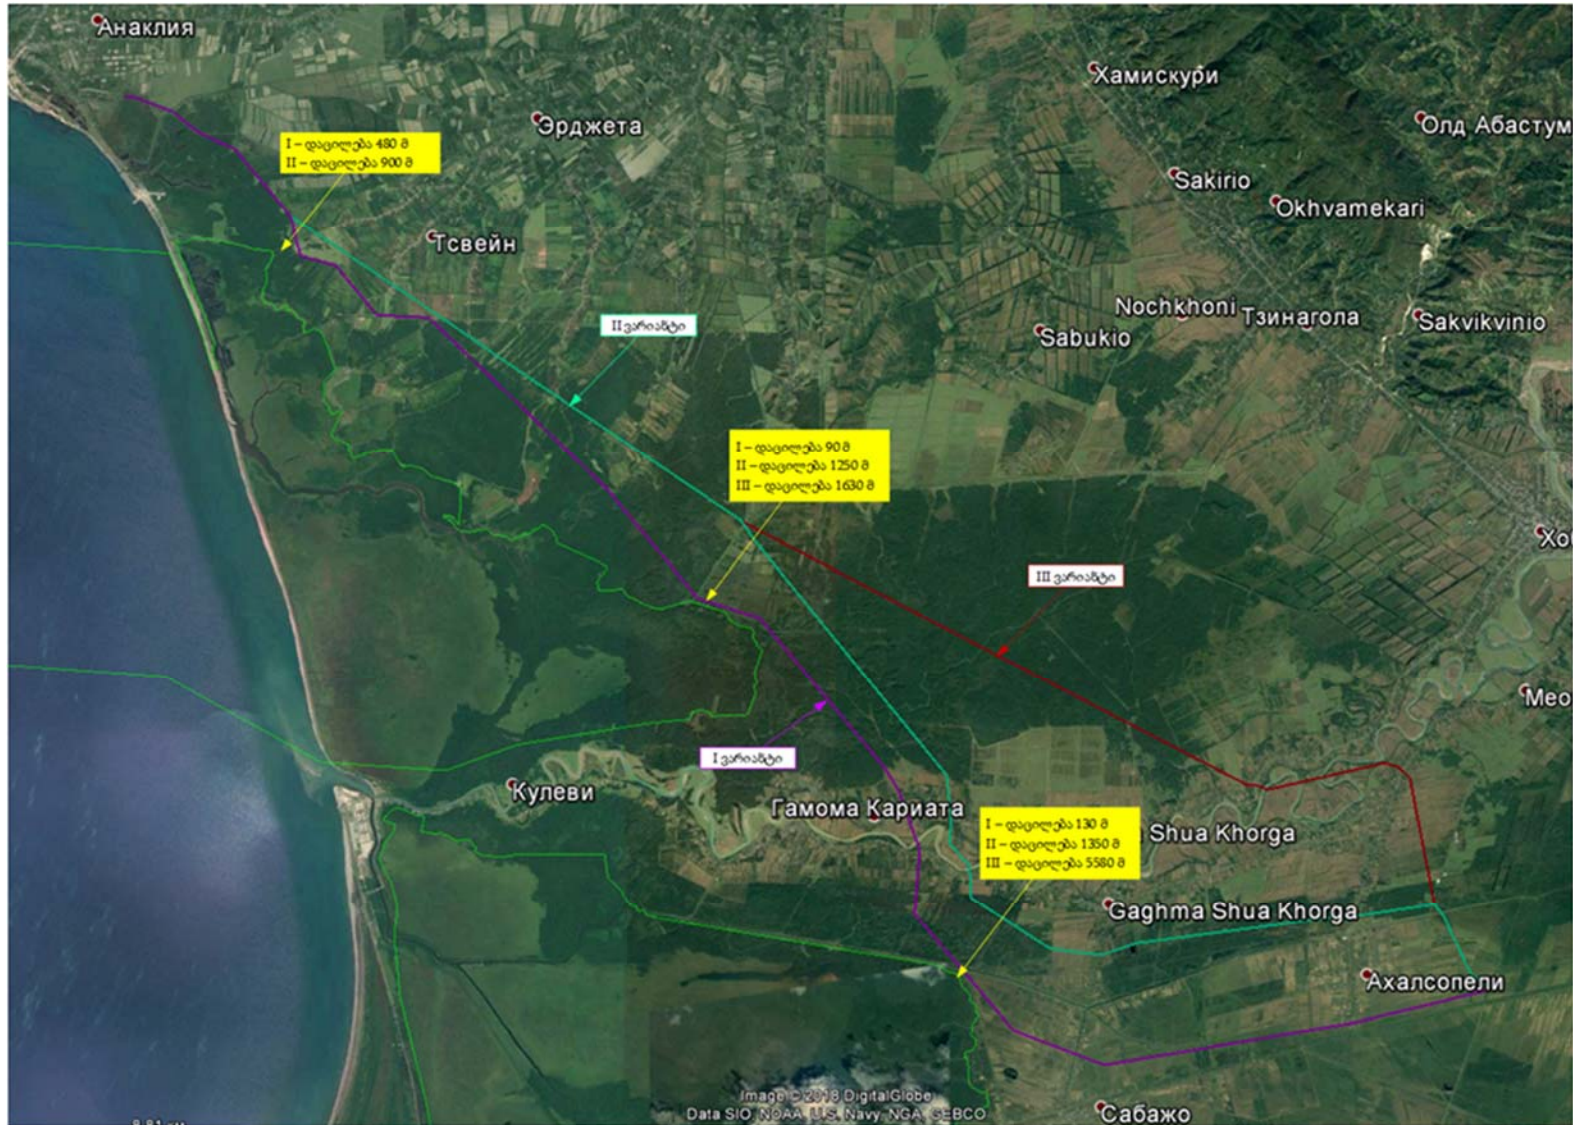 Анаклия
Хамискури
Эрджета
Олд Абастум
I – დაცილება 480 მ
II – დაცილება 900 მ
Sakirio
Okhvamekari
Тсвейн
Nochkhoni
Тзинагола
Sakvikvinio
Sabukio
II ვარიანტი
I – დაცილება 90 მ
II – დაცილება 1250 მ
III – დაცილება 1630 მ
Хо
III ვარიანტი
Мео
I ვარიანტი
Кулеви
Гамома Кариата
I – დაცილება 130 მ
II – დაცილება 1350 მ
III – დაცილება 5580 მ
Shua Khorga
Gaghma Shua Khorga
Ахалсопели
Image © 2018 DigitalGlobe
Data SIO, NOAA, U.S. Navy, NGA, GEBCO
Сабажо